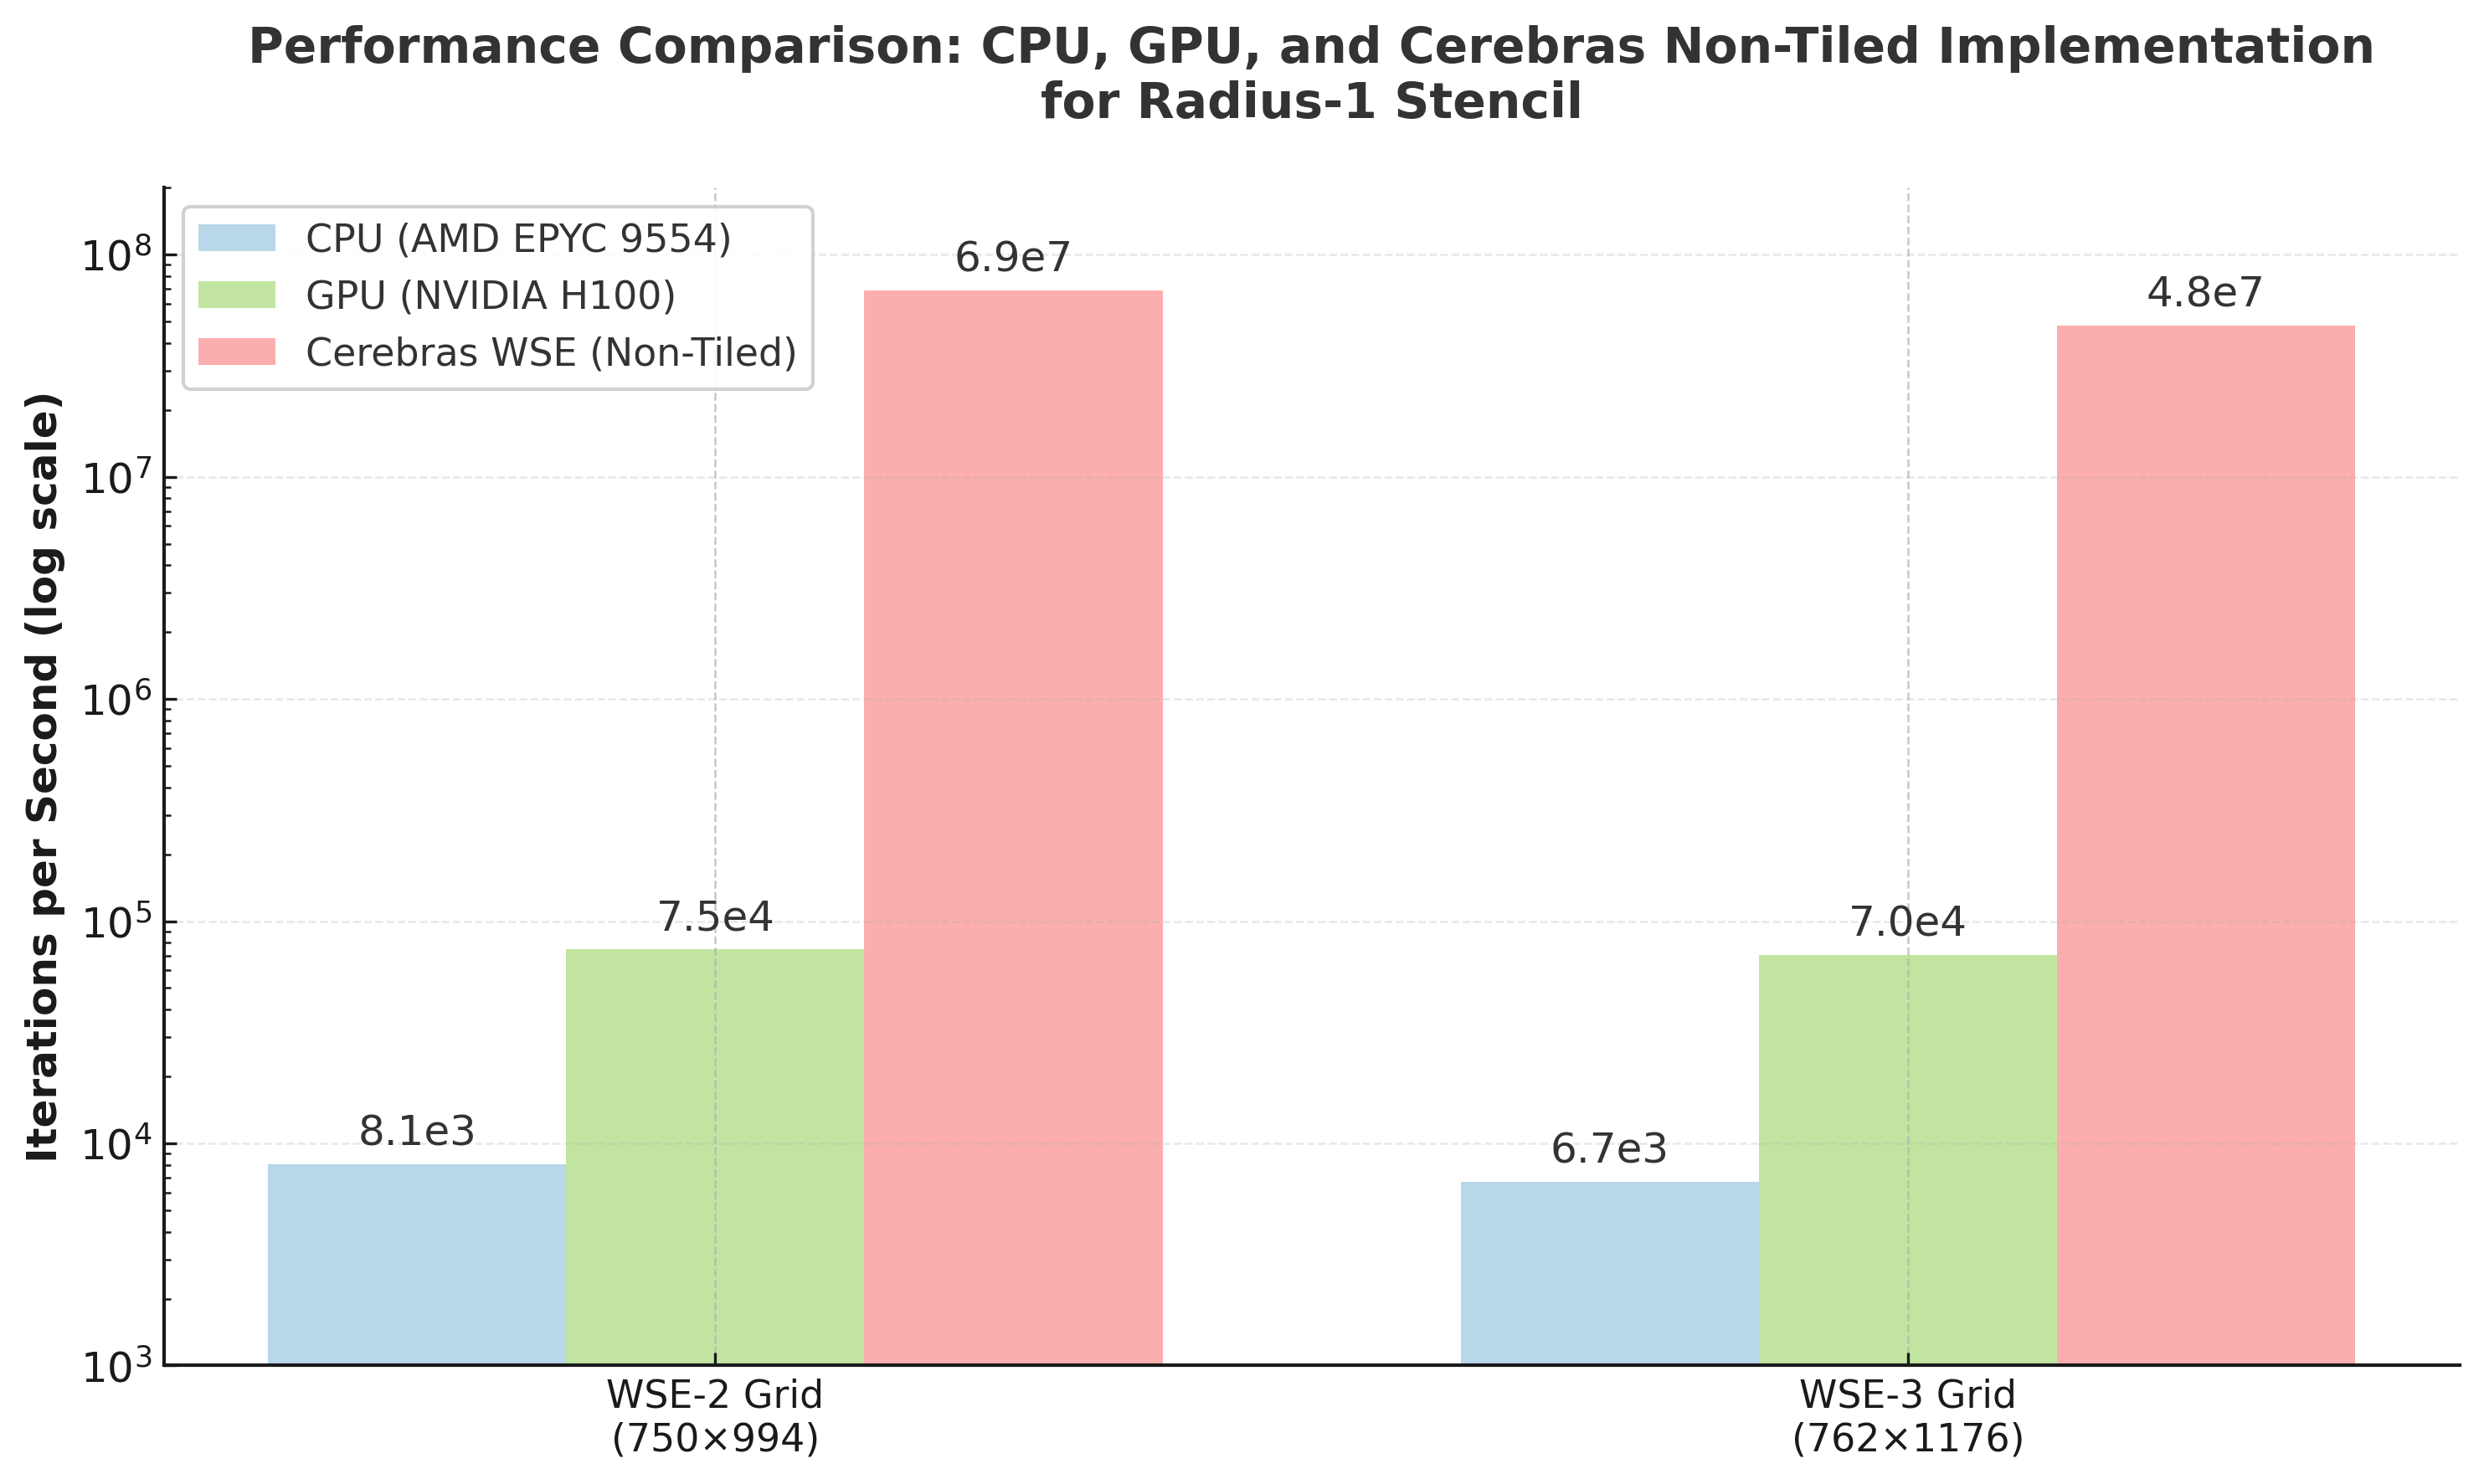 Performance Comparison: CPU, GPU, and Cerebras Non-Tiled Implementation
for Radius-1 Stencil
CPU (AMD EPYC 9554)
GPU (NVIDIA H100)
Cerebras WSE (Non-Tiled)
Iterations per Second (log scale)
10⁸
10⁷
10⁶
10⁵
10⁴
10³
8.1e3
7.5e4
6.9e7
6.7e3
7.0e4
4.8e7
WSE-2 Grid
(750×994)
WSE-3 Grid
(762×1176)